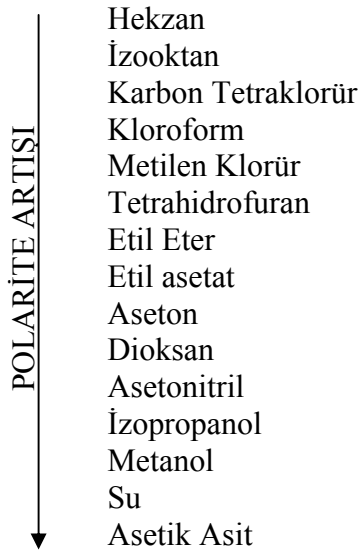 POLARİTE ARTIŞI
Hekzan
İzooktan
Karbon Tetraklorür
Kloroform
Metilen Klorür
Tetrahidrofuran
Etil Eter
Etil asetat
Aseton
Dioksan
Asetonitril
İzopropanol
Metanol
Su
Asetik Asit